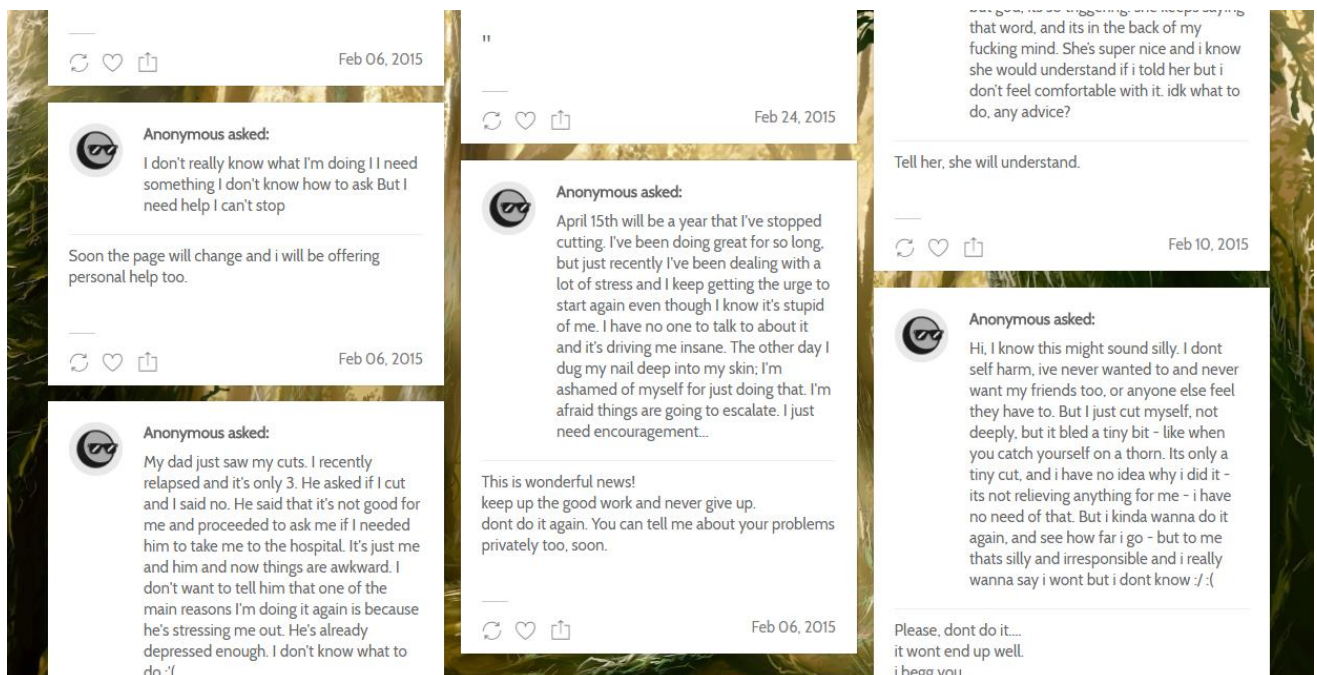 Feb 06, 2015
Anonymous asked:
I don't really know what I'm doing I I need
something I don't know how to ask But I
need help I can't stop
Soon the page will change and i will be offering
personal help too.
Feb 06, 2015
Anonymous asked:
My dad just saw my cuts. I recently
relapsed and it's only 3. He asked if I cut
and I said no. He said that it's not good for
me and proceeded to ask me if I needed
him to take me to the hospital. It's just me
and him and now things are awkward. I
don't want to tell him that one of the
main reasons I'm doing it again is because
he's stressing me out. He's already
depressed enough. I don't know what to
do :'(
"
Feb 24, 2015
Anonymous asked:
April 15th will be a year that I've stopped
cutting. I've been doing great for so long,
but just recently I've been dealing with a
lot of stress and I keep getting the urge to
start again even though I know it's stupid
of me. I have no one to talk to about it
and it's driving me insane. The other day I
dug my nail deep into my skin; I'm
ashamed of myself for just doing that. I'm
afraid things are going to escalate. I just
need encouragement...
This is wonderful news!
keep up the good work and never give up.
dont do it again. You can tell me about your problems
privately too, soon.
Feb 06, 2015
but god, its so triggering. she keeps saying
that word, and its in the back of my
fucking mind. She's super nice and i know
she would understand if i told her but i
don't feel comfortable with it. idk what to
do, any advice?
Tell her, she will understand.
Feb 10, 2015
Anonymous asked:
Hi, I know this might sound silly. I dont
self harm, ive never wanted to and never
want my friends too, or anyone else feel
they have to. But I just cut myself, not
deeply, but it bled a tiny bit - like when
you catch yourself on a thorn. Its only a
tiny cut, and i have no idea why i did it -
its not relieving anything for me - i have
no need of that. But i kinda wanna do it
again, and see how far i go - but to me
thats silly and irresponsible and i really
wanna say i wont but i dont know :/ :(
Please, dont do it....
it wont end up well.
i begg you